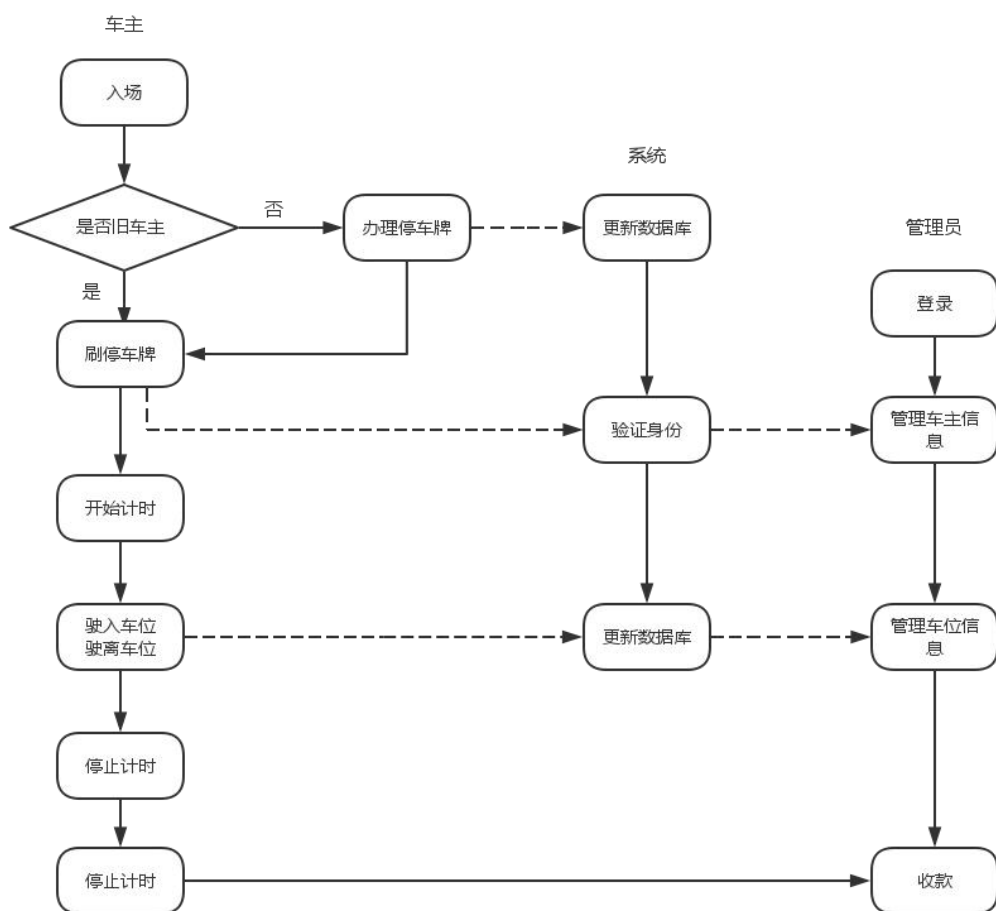 车主
入场
系统
是否旧车主
否
办理停车牌
更新数据库
管理员
是
登录
刷停车牌
验证身份
管理车主信
息
开始计时
驶入车位
驶离车位
更新数据库
管理车位信
息
停止计时
停止计时
收款